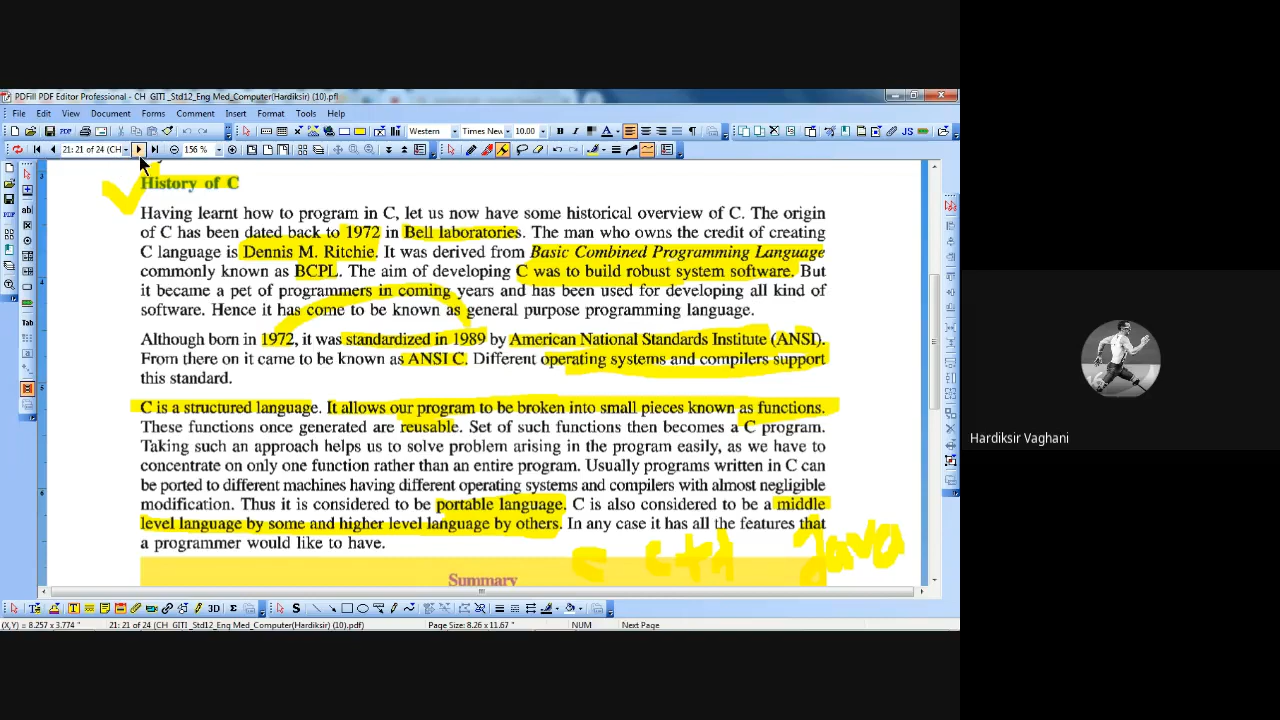 PDFill PDF Editor Professional - CH GITI _Std12_Eng Med_Computer(Hardiksir) (10).pfl
File Edit View Document Forms Comment Insert Format Tools Help
PDF Western Times New 10.00 B I A JS
21: 21 of 24 (CH 156 %
History of C
Having learnt how to program in C, let us now have some historical overview of C. The origin
of C has been dated back to 1972 in Bell laboratories. The man who owns the credit of creating
C language is Dennis M. Ritchie. It was derived from Basic Combined Programming Language
commonly known as BCPL. The aim of developing C was to build robust system software. But
it became a pet of programmers in coming years and has been used for developing all kind of
software. Hence it has come to be known as general purpose programming language.
Although born in 1972, it was standardized in 1989 by American National Standards Institute (ANSI).
From there on it came to be known as ANSI C. Different operating systems and compilers support
this standard.
C is a structured language. It allows our program to be broken into small pieces known as functions.
These functions once generated are reusable. Set of such functions then becomes a C program.
Taking such an approach helps us to solve problem arising in the program easily, as we have to
concentrate on only one function rather than an entire program. Usually programs written in C can
be ported to different machines having different operating systems and compilers with almost negligible
modification. Thus it is considered to be portable language. C is also considered to be a middle
level language by some and higher level language by others. In any case it has all the features that
a programmer would like to have.
C C++ Java
Summary
Tab
3D
(X,Y) = 8.257 x 3.774 " 21: 21 of 24 (CH GITI _Std12_Eng Med_Computer(Hardiksir) (10).pfl) Page Size: 8.26 x 11.67 " NUM Next Page
Hardiksir Vaghani